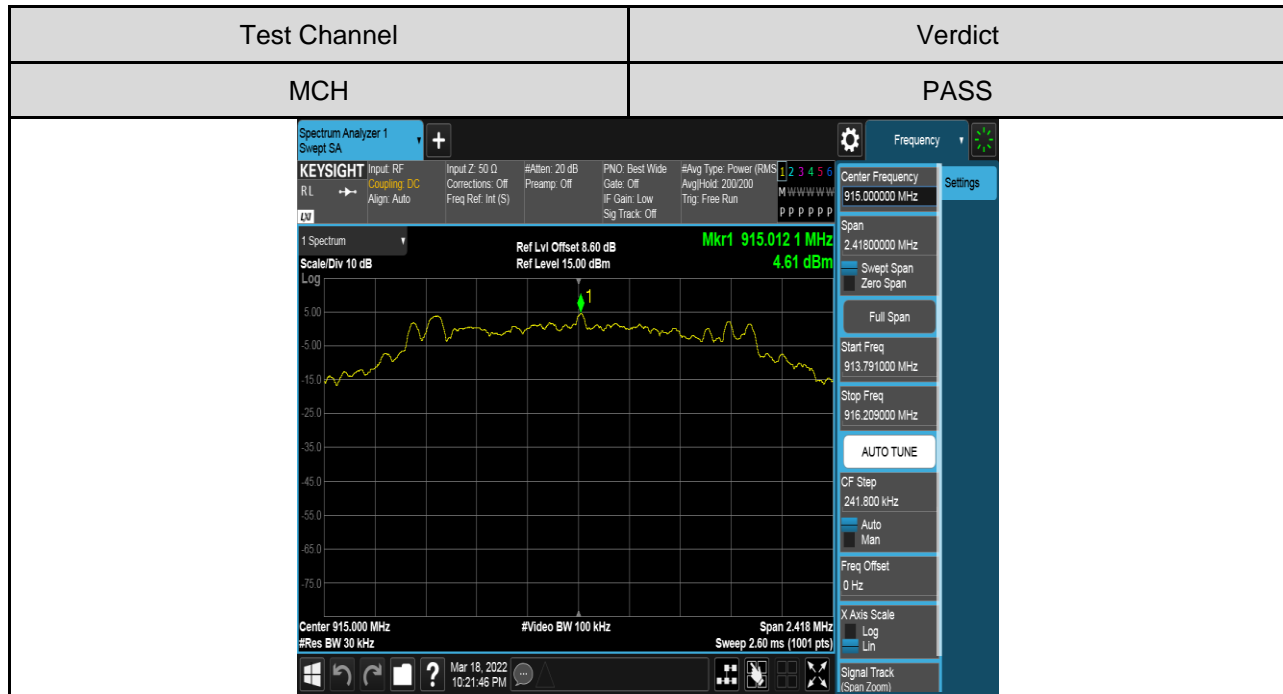 Test Channel
Verdict
MCH
PASS
Spectrum Analyzer 1
Swept SA
+
Frequency
KEYSIGHT
RL
LXI
Input: RF
Coupling: DC
Align: Auto
Input Z: 50 Ω
Corrections: Off
Freq Ref: Int (S)
#Atten: 20 dB
Preamp: Off
PNO: Best Wide
Gate: Off
IF Gain: Low
Sig Track: Off
#Avg Type: Power (RMS
Avg|Hold: 200/200
Trig: Free Run
1 2 3 4 5 6
M W W W W W
P P P P P P
1 Spectrum
Scale/Div 10 dB
Ref Lvl Offset 8.60 dB
Ref Level 15.00 dBm
Mkr1 915.012 1 MHz
4.61 dBm
Log
1
5.00
-5.00
-15.0
-25.0
-35.0
-45.0
-55.0
-65.0
-75.0
Center 915.000 MHz
#Video BW 100 kHz
Span 2.418 MHz
#Res BW 30 kHz
Sweep 2.60 ms (1001 pts)
?
Mar 18, 2022
10:21:46 PM
Center Frequency
915.000000 MHz
Settings
Span
2.41800000 MHz
Swept Span
Zero Span
Full Span
Start Freq
913.791000 MHz
Stop Freq
916.209000 MHz
AUTO TUNE
CF Step
241.800 kHz
Auto
Man
Freq Offset
0 Hz
X Axis Scale
Log
Lin
Signal Track
(Span Zoom)